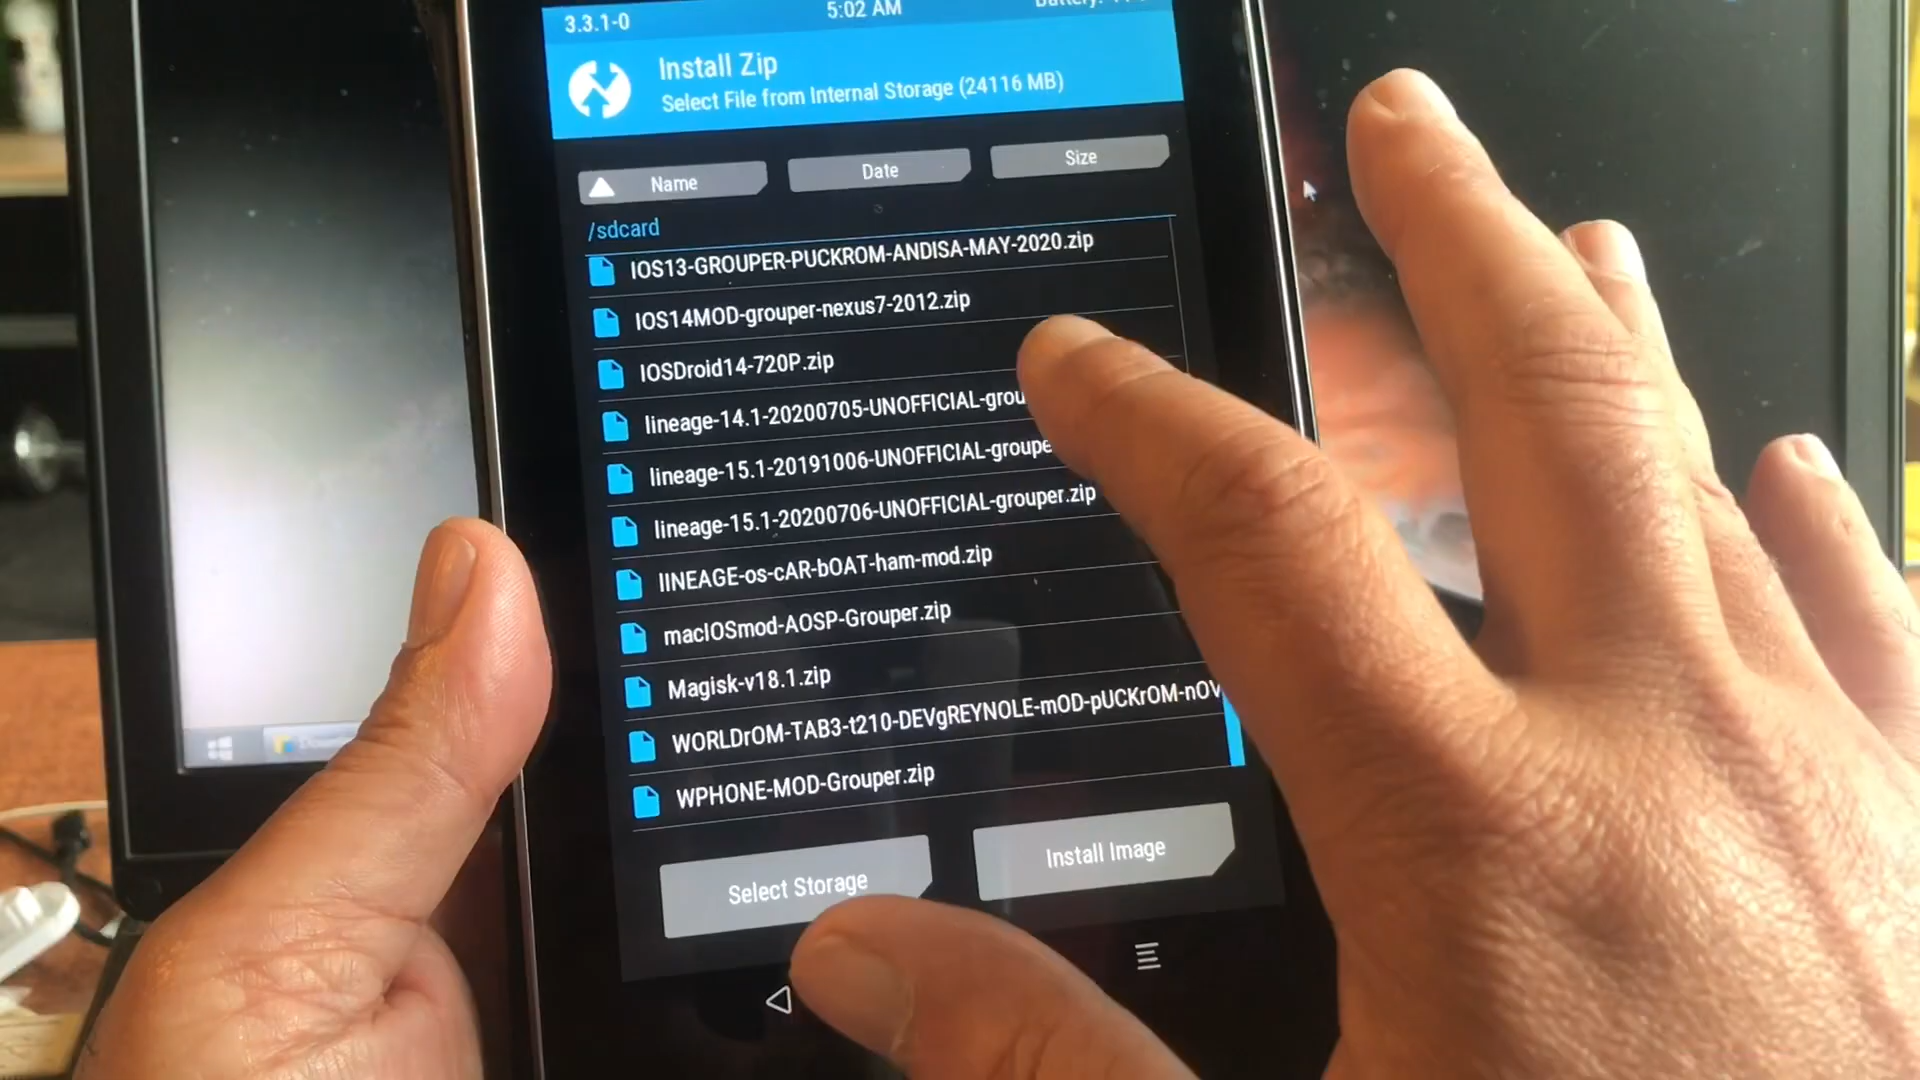 3.3.1-0
5:02 AM
Battery:
Install Zip
Select File from Internal Storage (24116 MB)
Name
Date
Size
/sdcard
IOS13-GROUPER-PUCKROM-ANDISA-MAY-2020.zip
IOS14MOD-grouper-nexus7-2012.zip
IOSDroid14-720P.zip
lineage-14.1-20200705-UNOFFICIAL-grou
lineage-15.1-20191006-UNOFFICIAL-groupe
lineage-15.1-20200706-UNOFFICIAL-grouper.zip
lINEAGE-os-cAR-bOAT-ham-mod.zip
macIOSmod-AOSP-Grouper.zip
Magisk-v18.1.zip
WORLDrOM-TAB3-t210-DEVgREYNOLE-mOD-pUCKrOM-nOV
WPHONE-MOD-Grouper.zip
Select Storage
Install Image